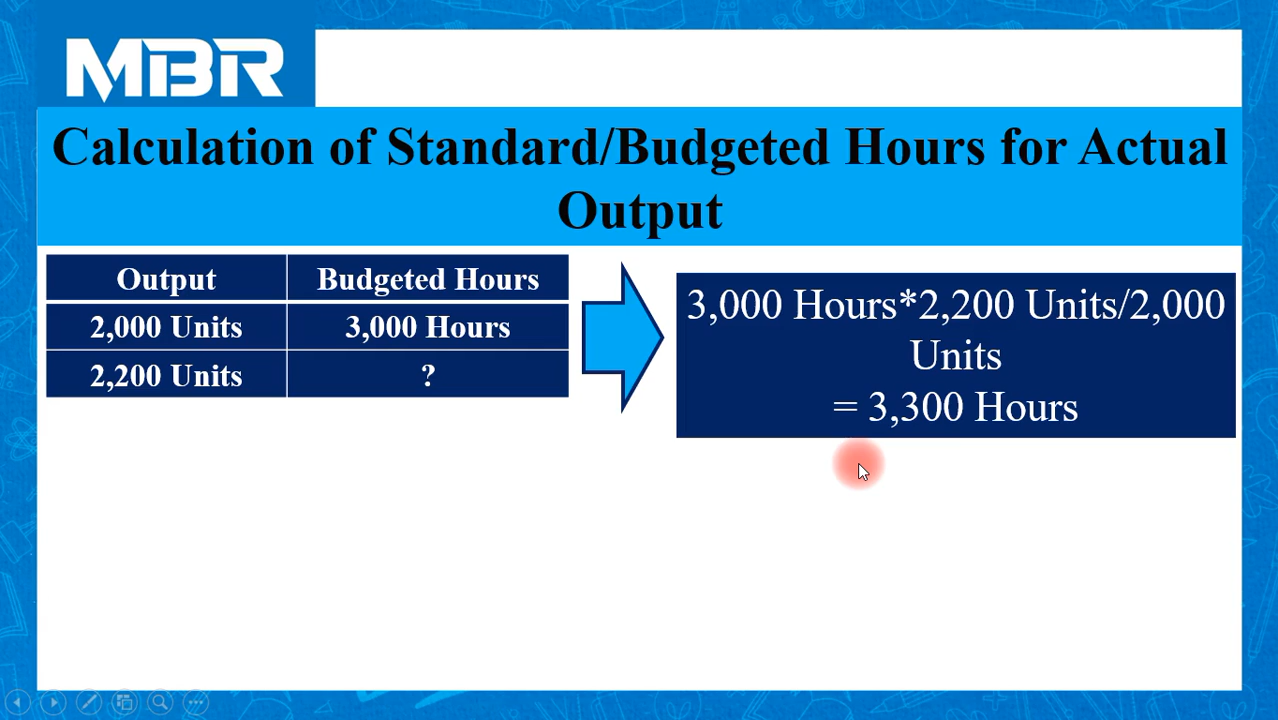 MBR
Calculation of Standard/Budgeted Hours for Actual
Output
Output Budgeted Hours
2,000 Units 3,000 Hours
2,200 Units ?
3,000 Hours*2,200 Units/2,000
Units
= 3,300 Hours